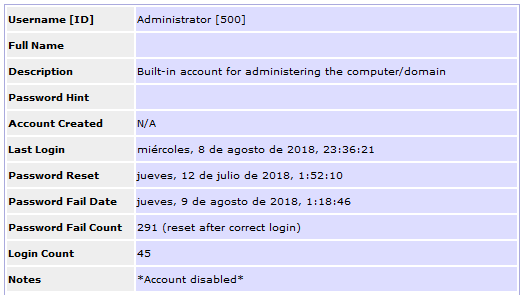 Username [ID] Administrator [500]
Full Name
Description Built-in account for administering the computer/domain
Password Hint
Account Created N/A
Last Login miércoles, 8 de agosto de 2018, 23:36:21
Password Reset jueves, 12 de julio de 2018, 1:52:10
Password Fail Date jueves, 9 de agosto de 2018, 1:18:46
Password Fail Count 291 (reset after correct login)
Login Count 45
Notes *Account disabled*